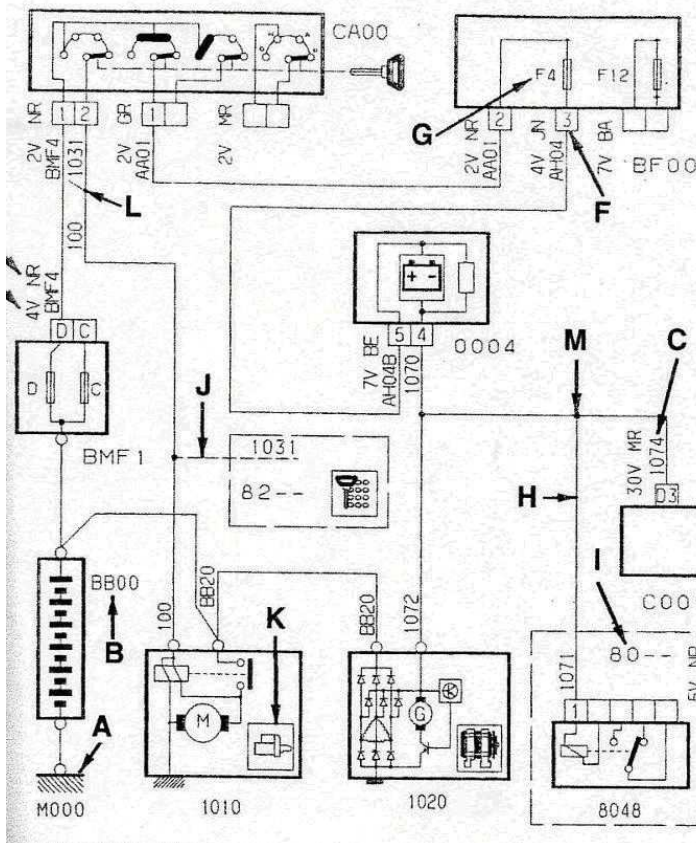 CA00
F4
F12
G
1 2
1
2
3
2V NR
BMF4
1031
2V GR
AA01
2V MR
2V NR
AA01
4V JN
AH04
7V BA
BF00
F
L
100
4V NR
BMF4
D C
D
C
BMF1
5 4
0004
7V BE
AH04B
1070
M
C
J
1031
82--
30V MR
1074
D3
H
C00
I
BB00
B
100
BB20
K
BB20
1072
80--
1071
1
A
M
G
M000
1010
1020
8048